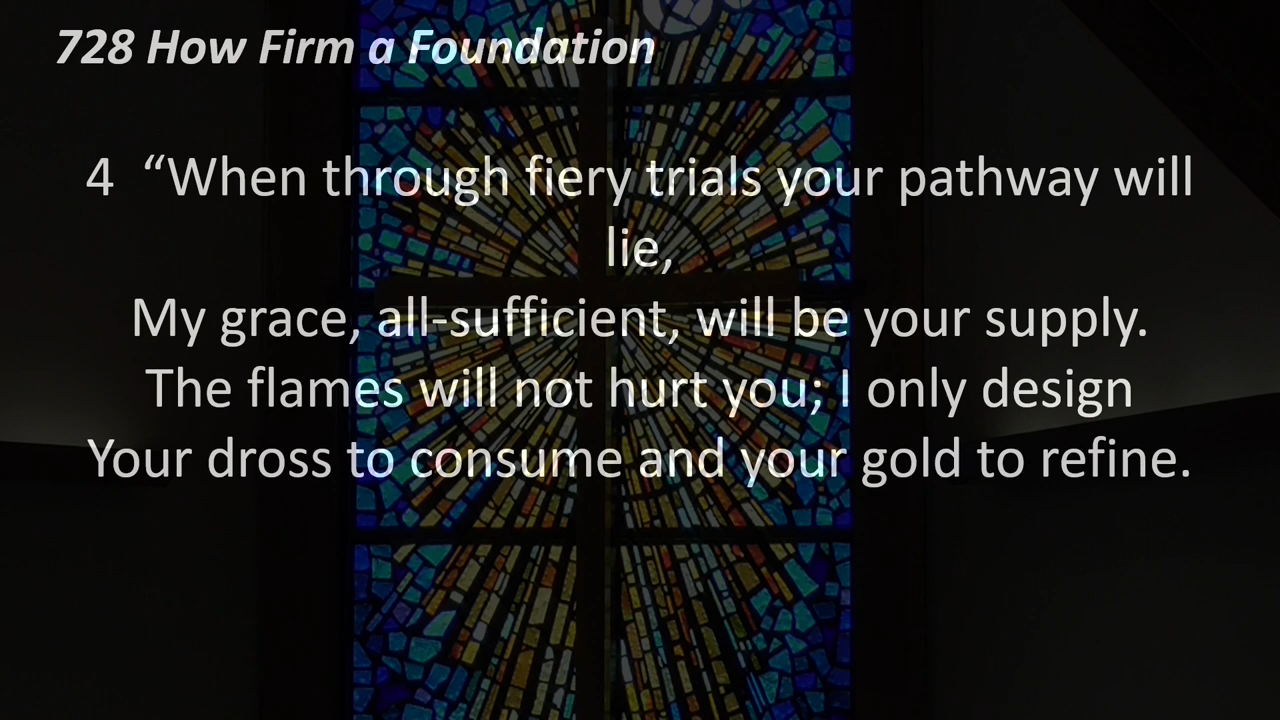 728 How Firm a Foundation
4 “When through fiery trials your pathway will
lie,
My grace, all-sufficient, will be your supply.
The flames will not hurt you; I only design
Your dross to consume and your gold to refine.